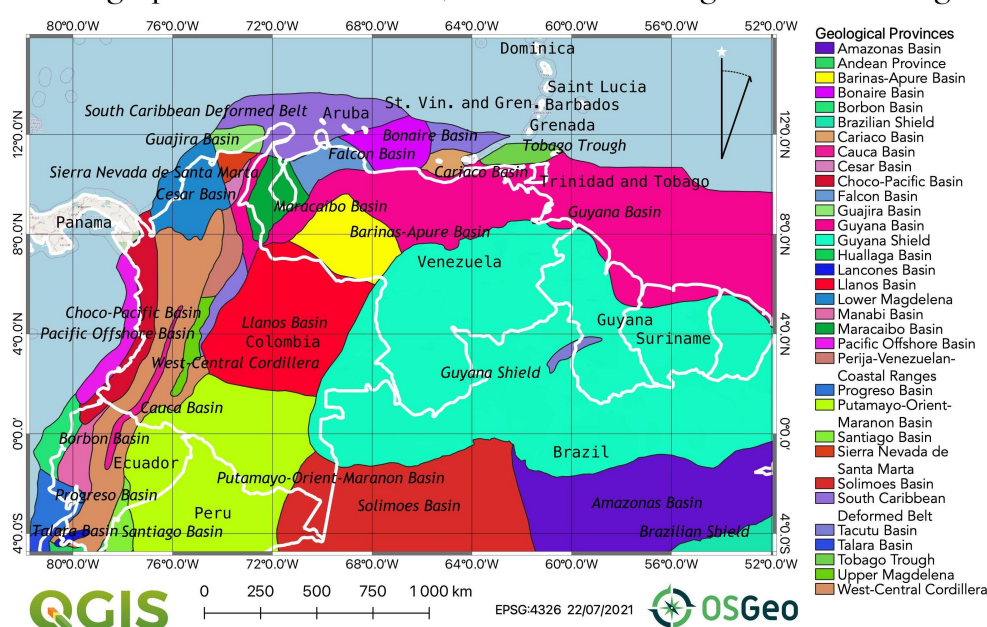 80°0.0'W 76°0.0'W 72°0.0'W 68°0.0'W 64°0.0'W 60°0.0'W 56°0.0'W 52°0.0'W
Dominica
Saint Lucia
St. Vin. and Gren.
Barbados
South Caribbean Deformed Belt
Aruba
Grenada
12°0.0'N
Guajira Basin
Bonaire Basin
Tobago Trough
12°0.0'N
Falcon Basin
Sierra Nevada de Santa Marta
Cariaco Basin
Trinidad and Tobago
Cesar Basin
Maracaibo Basin
Guyana Basin
Panama
8°0.0'N
Barinas-Apure Basin
8°0.0'N
Venezuela
Choco-Pacific Basin
Llanos Basin
Guyana
Pacific Offshore Basin
Colombia
Suriname
4°0.0'N
4°0.0'N
West-Central Cordillera
Guyana Shield
Cauca Basin
0°0.0'
Borbon Basin
0°0.0'
Ecuador
Brazil
Putamayo-Orient-Maranon Basin
Progreso Basin
Peru
Solimoes Basin
Amazonas Basin
Talara Basin
Santiago Basin
Brazilian Shield
4°0.0'S
4°0.0'S
80°0.0'W 76°0.0'W 72°0.0'W 68°0.0'W 64°0.0'W 60°0.0'W 56°0.0'W 52°0.0'W
Geological Provinces
Amazonas Basin
Andean Province
Barinas-Apure Basin
Bonaire Basin
Borbon Basin
Brazilian Shield
Cariaco Basin
Cauca Basin
Cesar Basin
Choco-Pacific Basin
Falcon Basin
Guajira Basin
Guyana Basin
Guyana Shield
Huallaga Basin
Lancones Basin
Llanos Basin
Lower Magdelena
Manabi Basin
Maracaibo Basin
Pacific Offshore Basin
Perija-Venezuelan-
Coastal Ranges
Progreso Basin
Putamayo-Orient-
Maranon Basin
Santiago Basin
Sierra Nevada de
Santa Marta
Solimoes Basin
South Caribbean
Deformed Belt
Tacutu Basin
Talara Basin
Tobago Trough
Upper Magdelena
West-Central Cordillera
QGIS
0 250 500 750 1 000 km
EPSG:4326 22/07/2021
OSGeo